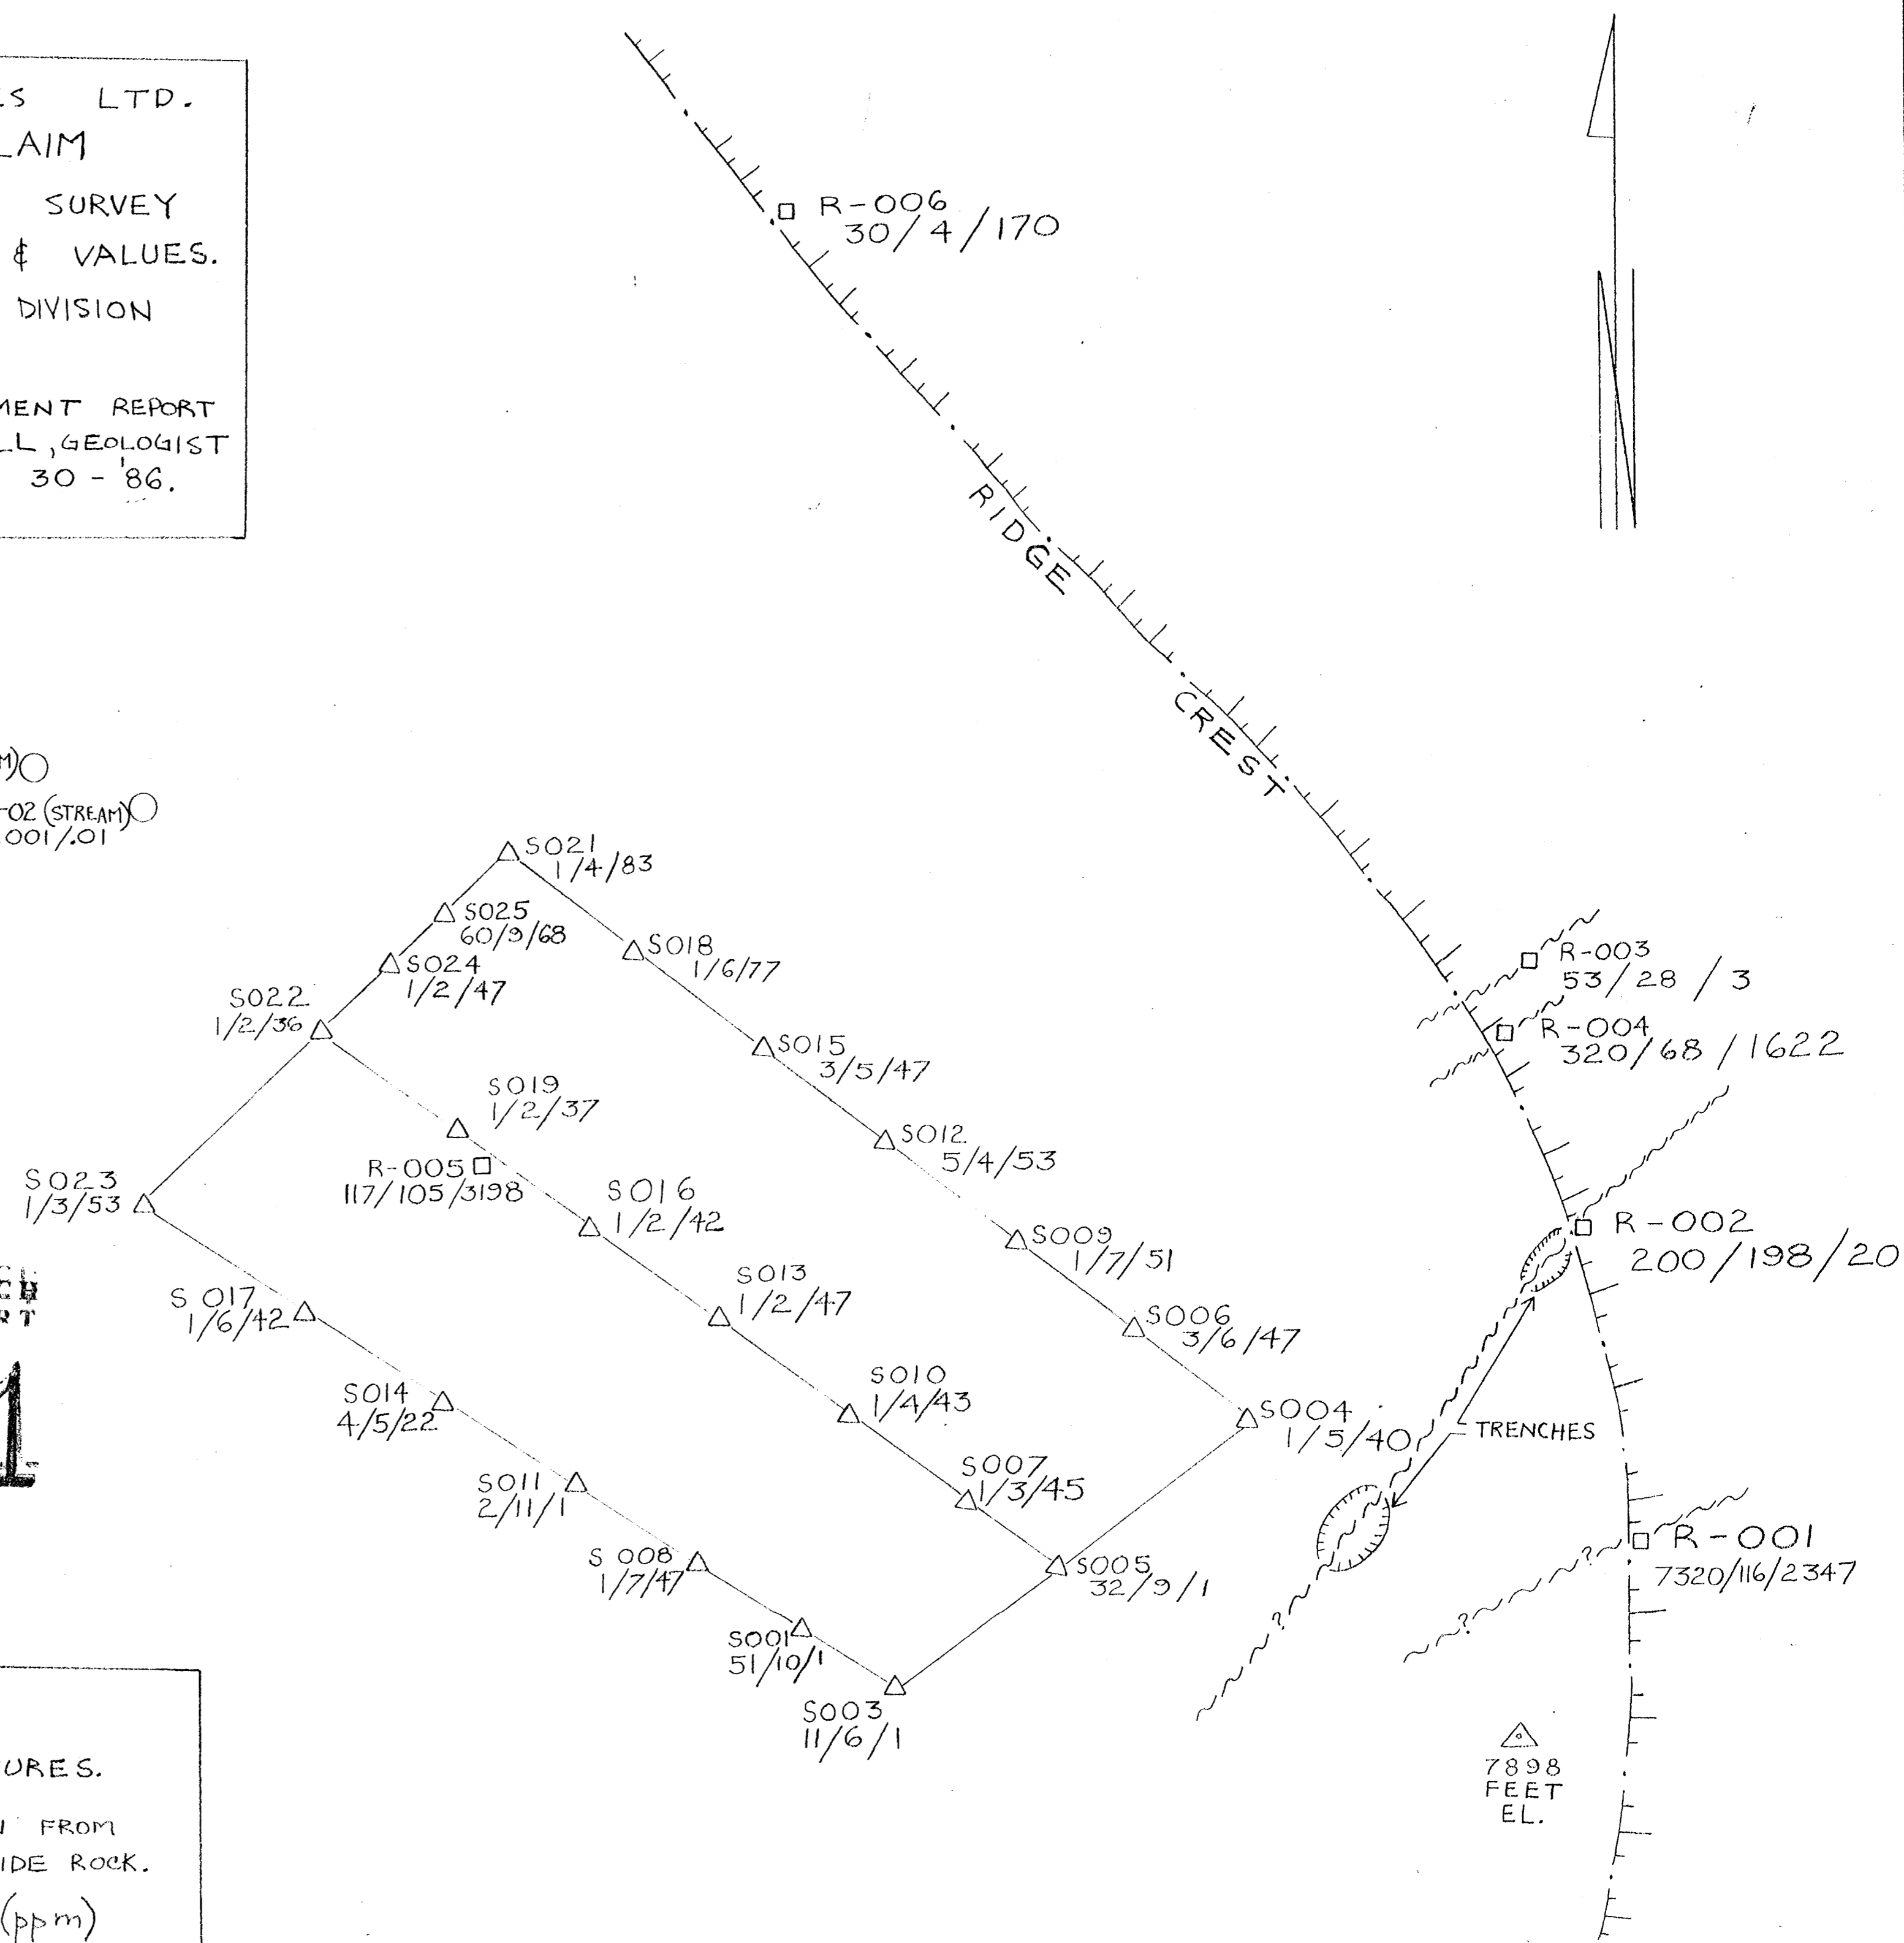 LTD.
SURVEY
& VALUES.
DIVISION
REPORT
, GEOLOGIST
30 - '86.
R-006
30/4/170
RIDGE
CREST
-02 (STREAM)
001/.01
S021
1/4/83
S025
60/9/68
S018
1/6/77
S024
1/2/47
R-003
53/28/3
S022
1/2/36
R-004
320/68/1622
S015
3/5/47
S019
1/2/37
S012
5/4/53
R-005
117/105/3198
S023
1/3/53
S016
1/2/42
R-002
200/198/20
S009
1/7/51
S013
1/2/47
S017
1/6/42
S006
3/6/47
S010
1/4/43
S014
4/5/22
S004
1/5/40
TRENCHES
S007
1/3/45
S011
2/11/1
R-001
7320/116/2347
?
S008
1/7/47
S005
32/9/1
?
?
S001
51/10/1
S003
11/6/1
7898
FEET
EL.
FROM
ROCK.
(ppm)